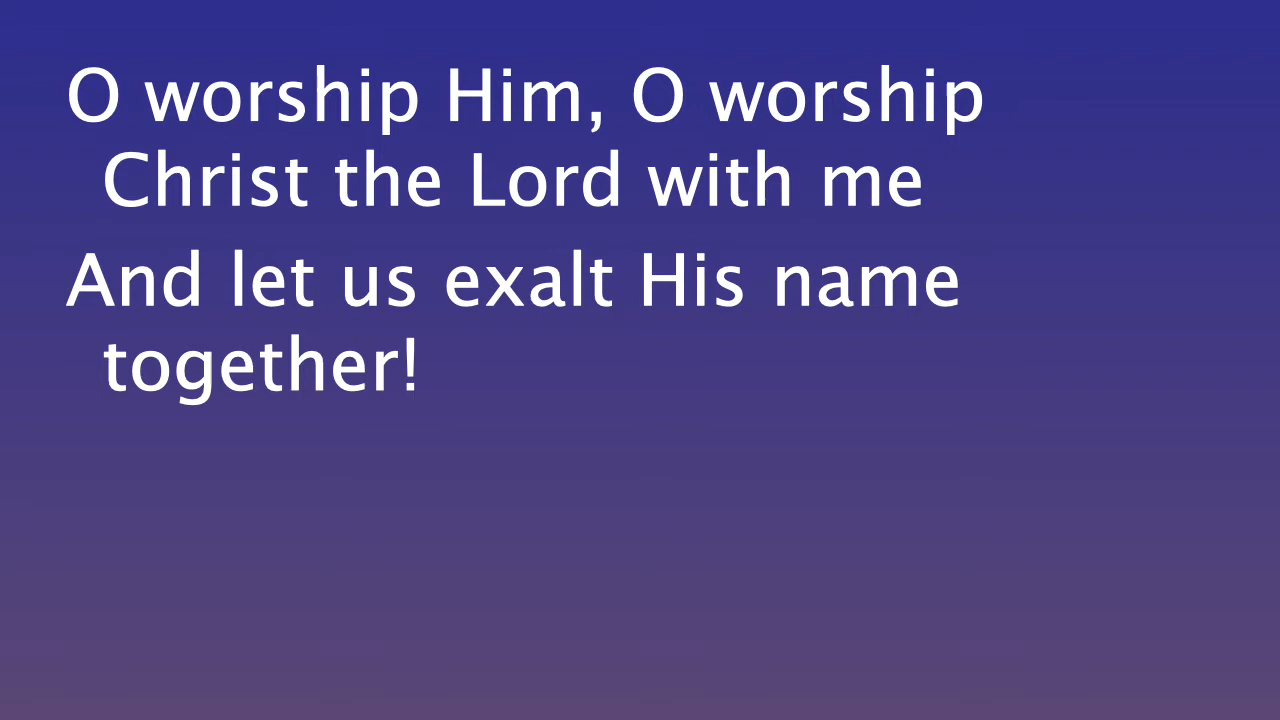 O worship Him, O worship
Christ the Lord with me
And let us exalt His name
together!